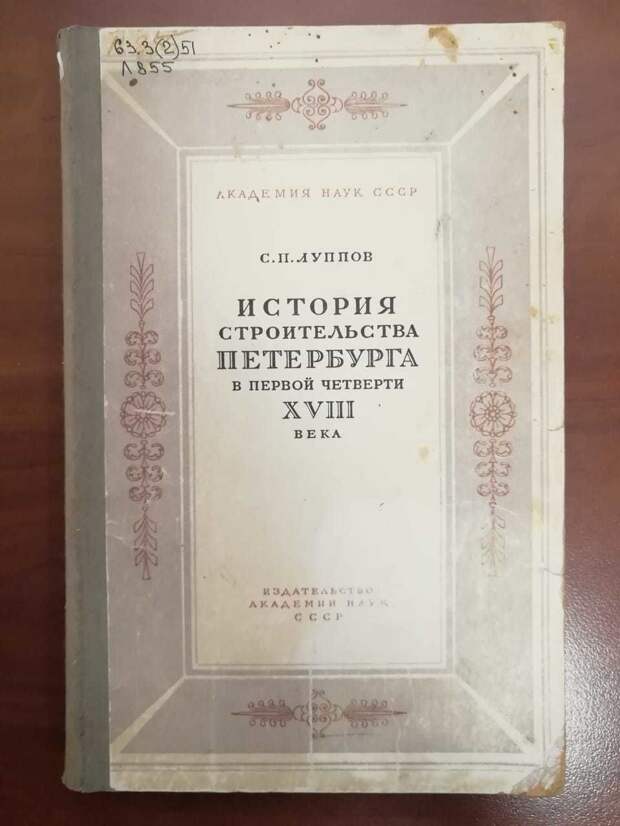 63.3(2)51
Л855
АКАДЕМИЯ НАУК СССР
С.П.ЛУППОВ
ИСТОРИЯ
СТРОИТЕЛЬСТВА
ПЕТЕРБУРГА
В ПЕРВОЙ ЧЕТВЕРТИ
XVIII
ВЕКА
ИЗДАТЕЛЬСТВО
АКАДЕМИИ НАУК
СССР